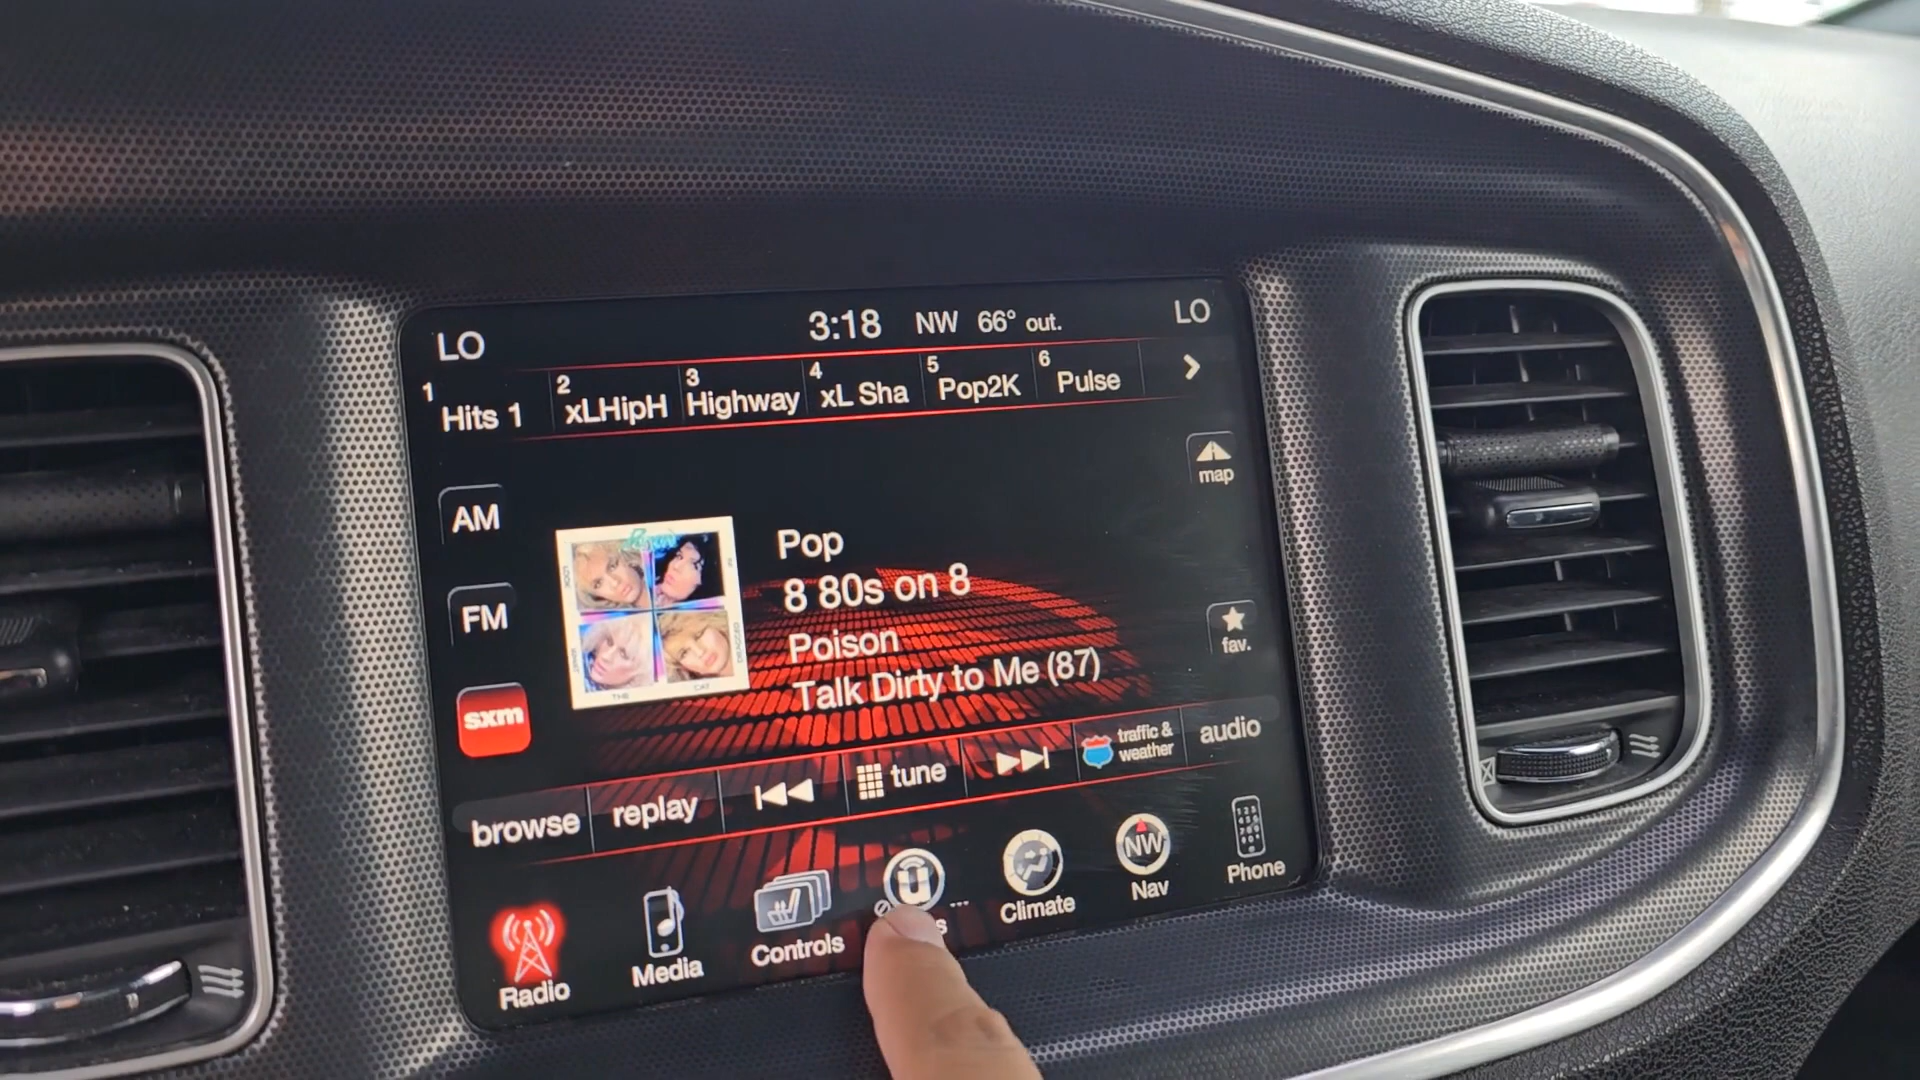 LO 3:18 NW 66° out. LO
1 Hits 1 2 xLHipH 3 Highway 4 xL Sha 5 Pop2K 6 Pulse
map
AM
Pop
8 80s on 8
FM
Poison
fav.
Talk Dirty to Me (87)
sxm
browse replay tune traffic & weather audio
Radio Media Controls Climate NW Nav Phone